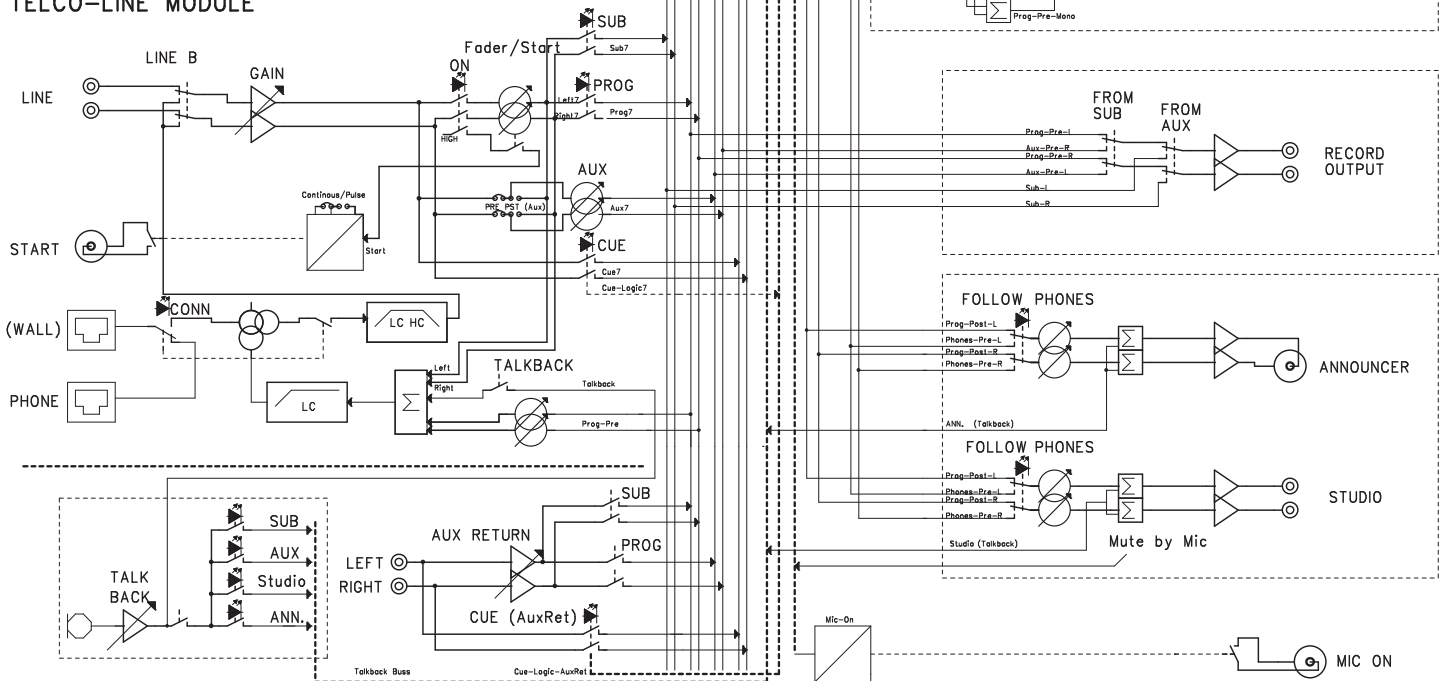 TELCO-LINE MODULE
Prog-Pre-Mono
SUB
Sub7
Fader/Start
LINE B
ON
GAIN
PROG
LINE
Left7
Right7
Prog7
HIGH
FROM
SUB
FROM
AUX
Prog-Pre-L
Aux-Pre-R
Prog-Pre-R
Aux-Pre-L
Sub-L
Sub-R
RECORD
OUTPUT
AUX
Continous/Pulse
PRE PST (Aux)
Aux7
START
Start
CUE
Cue7
Cue-Logic7
CONN
(WALL)
LC HC
FOLLOW PHONES
Prog-Post-L
Phones-Pre-L
Prog-Post-R
Phones-Pre-R
Σ
Σ
ANNOUNCER
Left
Right
TALKBACK
Talkback
PHONE
LC
Σ
Prog-Pre
ANN. (Talkback)
FOLLOW PHONES
Prog-Post-L
Phones-Pre-L
Prog-Post-R
Phones-Pre-R
Σ
Σ
STUDIO
Studio (Talkback)
Mute by Mic
SUB
AUX
Studio
ANN.
TALK
BACK
AUX RETURN
LEFT
RIGHT
SUB
PROG
CUE (AuxRet)
Talkback Buss
Cue-Logic-AuxRet
Mic-On
MIC ON
Σ